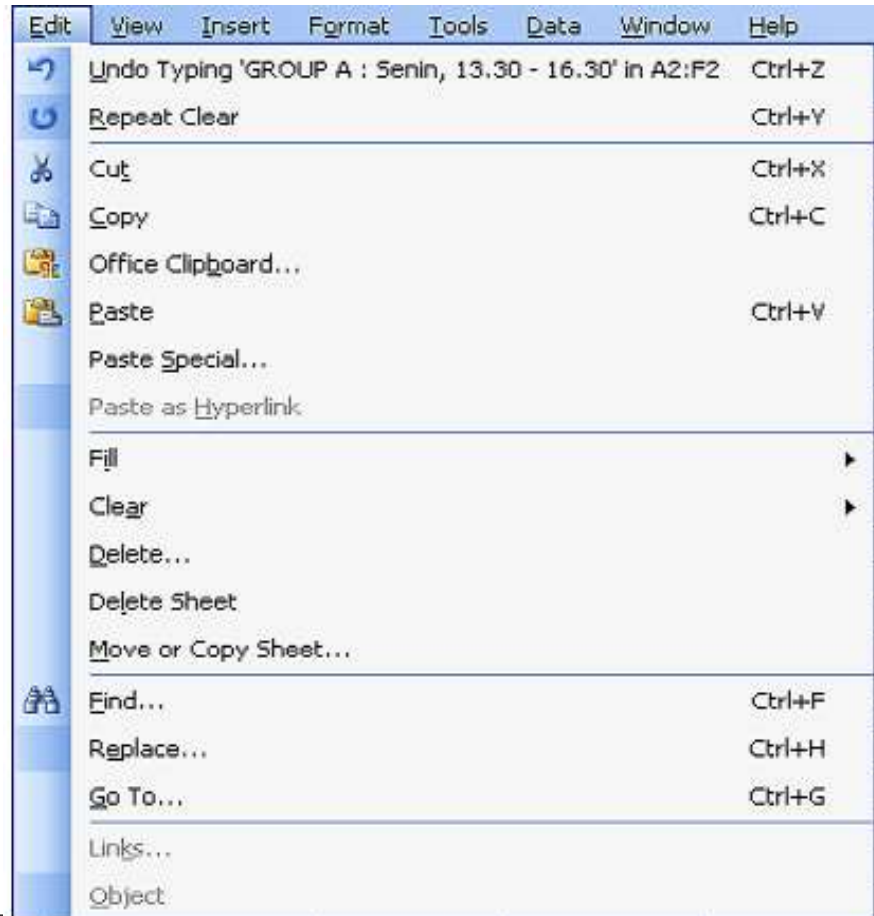 Edit View Insert Format Tools Data Window Help
Undo Typing 'GROUP A : Senin, 13.30 - 16.30' in A2:F2 Ctrl+Z
Repeat Clear Ctrl+Y
Cut Ctrl+X
Copy Ctrl+C
Office Clipboard...
Paste Ctrl+V
Paste Special...
Paste as Hyperlink
Fill
Clear
Delete...
Delete Sheet
Move or Copy Sheet...
Find... Ctrl+F
Replace... Ctrl+H
Go To... Ctrl+G
Links...
Object